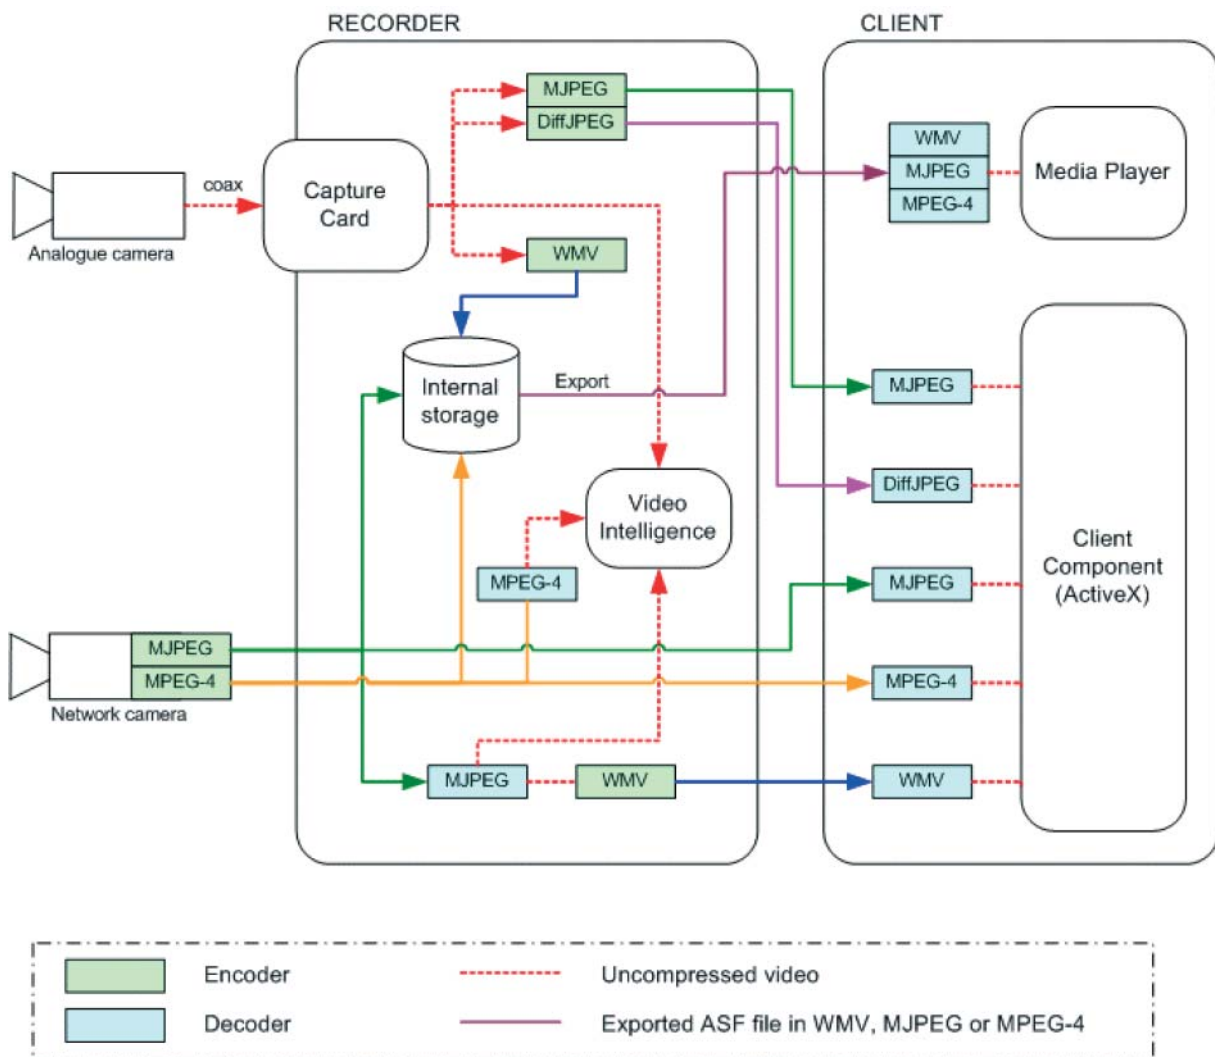 RECORDER
CLIENT
MJPEG
DiffJPEG
WMV
MJPEG
MPEG-4
Media Player
coax
Capture
Card
Analogue camera
WMV
Internal
storage
Export
MJPEG
DiffJPEG
Video
Intelligence
Client
Component
(ActiveX)
MPEG-4
MJPEG
MJPEG
MPEG-4
Network camera
MPEG-4
MJPEG
WMV
WMV
Encoder
Uncompressed video
Decoder
Exported ASF file in WMV, MJPEG or MPEG-4